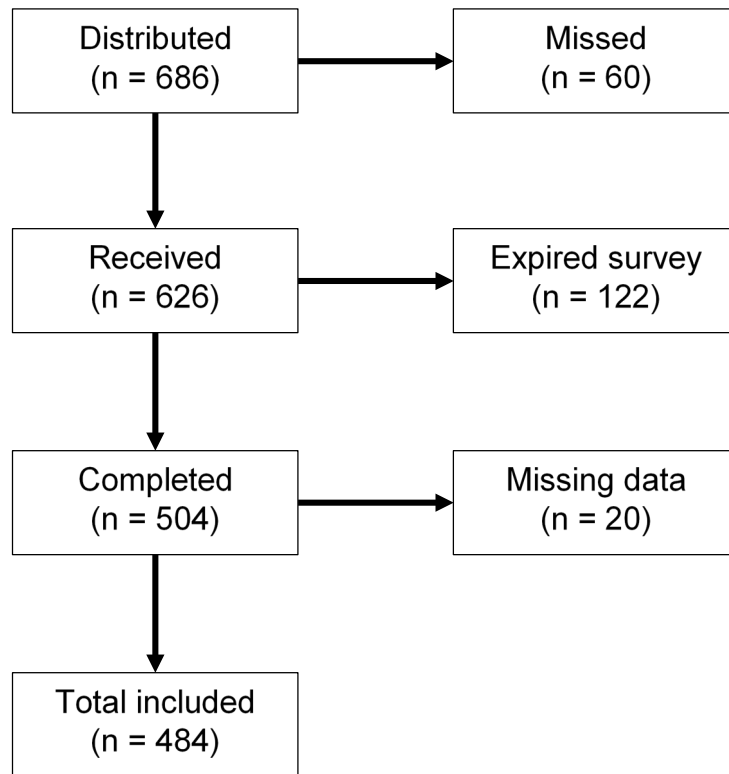 Distributed
(n = 686)
Missed
(n = 60)
Received
(n = 626)
Expired survey
(n = 122)
Completed
(n = 504)
Missing data
(n = 20)
Total included
(n = 484)